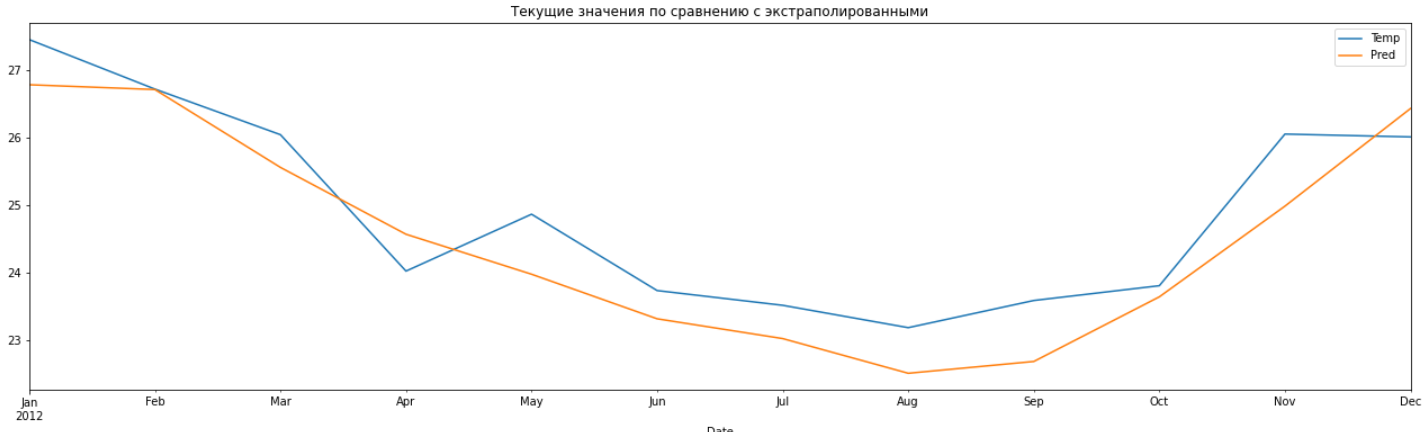 Текущие значения по сравнению с экстраполированными
Temp
Pred
27
26
25
24
23
Jan Feb Mar Apr May Jun Jul Aug Sep Oct Nov Dec
2012
Date